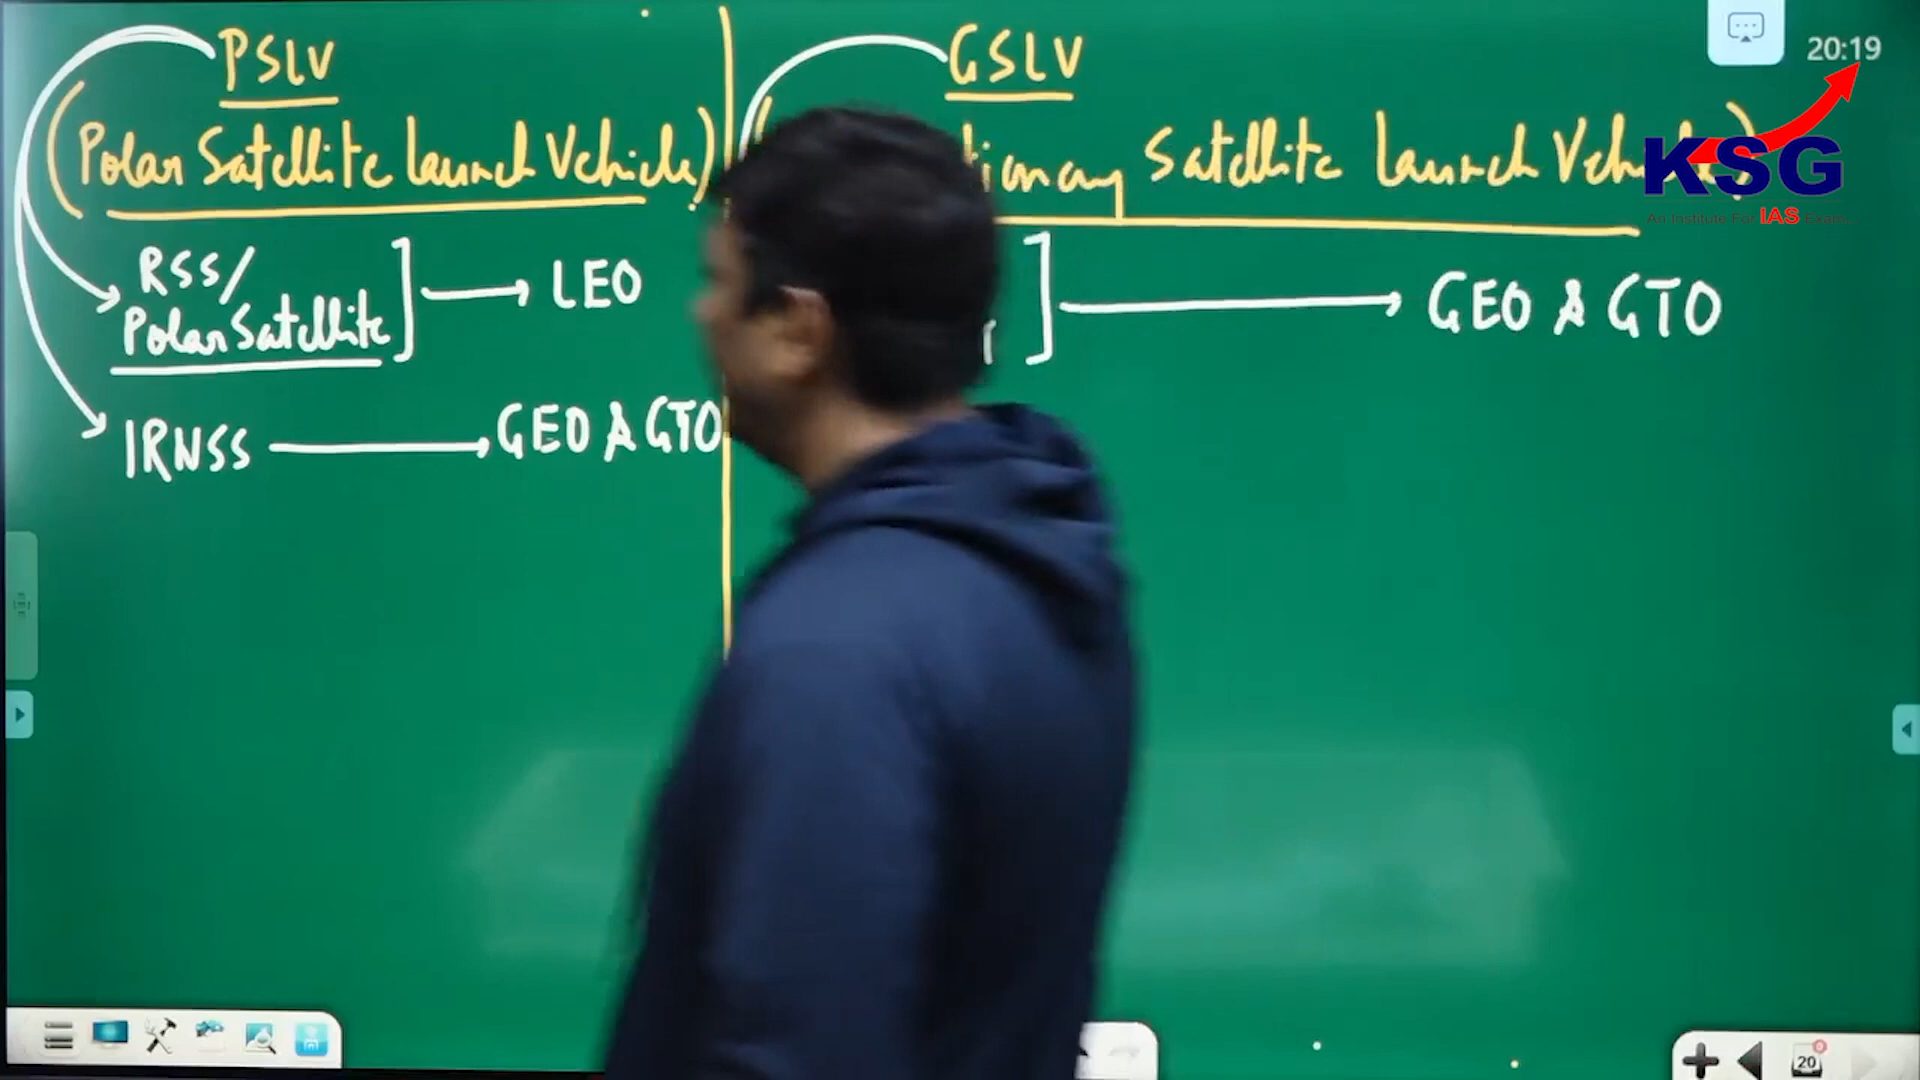 PSLV
(Polar Satellite Launch Vehicle)
RSS/
Polar Satellite] → LEO
IRNSS → GEO & GTO
GSLV
Satellite Launch
] → GEO & GTO
20:19
KSG
An Institute For IAS Exam...
20